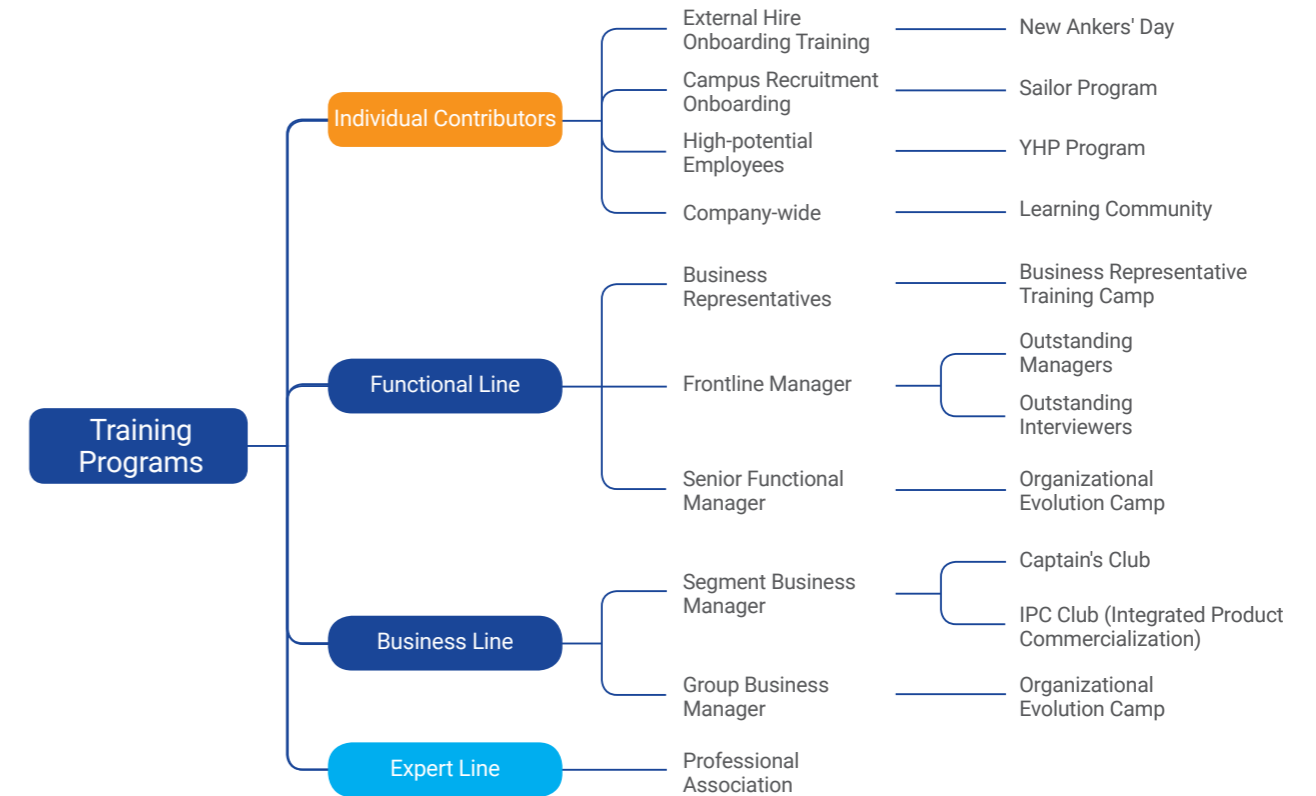 Training
Programs
Individual Contributors
External Hire
Onboarding Training
New Ankers' Day
Campus Recruitment
Onboarding
Sailor Program
High-potential
Employees
YHP Program
Company-wide
Learning Community
Functional Line
Business
Representatives
Business Representative
Training Camp
Frontline Manager
Outstanding
Managers
Outstanding
Interviewers
Senior Functional
Manager
Organizational
Evolution Camp
Business Line
Segment Business
Manager
Captain's Club
IPC Club (Integrated Product
Commercialization)
Group Business
Manager
Organizational
Evolution Camp
Expert Line
Professional
Association